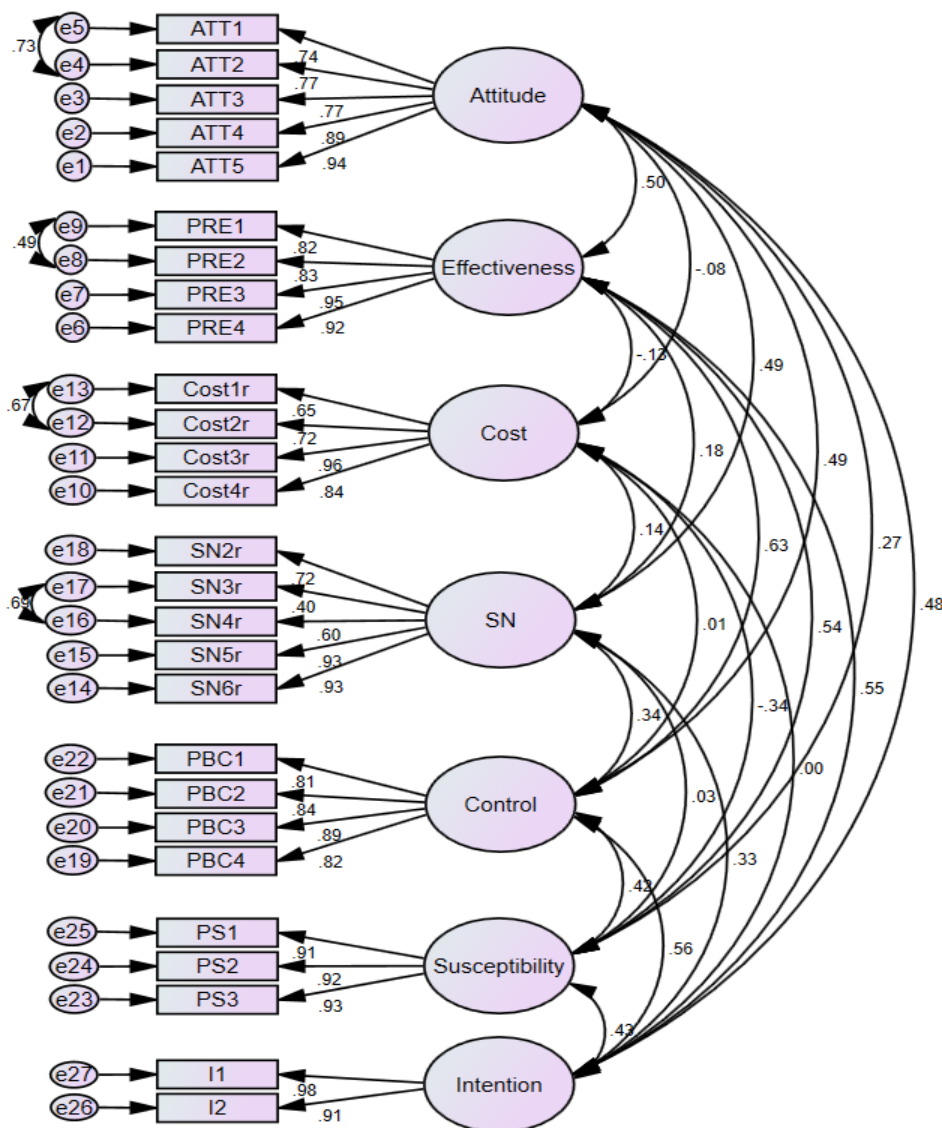 e5 ATT1
.73 e4 ATT2 .74
e3 ATT3 .77 Attitude
e2 ATT4 .77
e1 ATT5 .89
.94
.50
e9 PRE1
.49 e8 PRE2 .82
e7 PRE3 .83 Effectiveness -.08
e6 PRE4 .95
.92
-.13 .49
e13 Cost1r
.67 e12 Cost2r .65
e11 Cost3r .72 Cost .18 .49
e10 Cost4r .96
.84
.14 .63 .27
e18 SN2r
e17 SN3r .72
.69 e16 SN4r .40 SN .01 .54 .48
e15 SN5r .60
e14 SN6r .93
.93
.34 -.34 .55
e22 PBC1
e21 PBC2 .81
e20 PBC3 .84 Control .03 .00
e19 PBC4 .89
.82
.42 .33
e25 PS1
e24 PS2 .91 Susceptibility .56
e23 PS3 .92
.93
.43
e27 I1
e26 I2 .98 Intention
.91